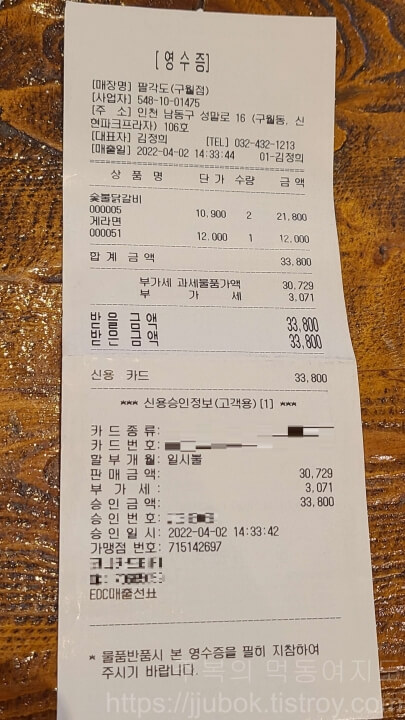 [영수증]
[매장명] 팔각도(구월점)
[사업자] 548-10-01475
[주 소] 인천 남동구 성말로 16 (구월동, 신
면파크프라자) 106호
[대표자] 김정희 [TEL] 032-432-1213
[매출일] 2022-04-02 14:33:44 01-김정희
상 품 명 단 가 수량 금 액
숯불닭갈비
000005 10,900 2 21,800
게라면
000051 12,000 1 12,000
합 계 금 액 33,800
부가세 과세물품가액 30,729
부 가 세 3,071
받을금액 33,800
받은금액 33,800
신용 카드 33,800
*** 신용승인정보(고객용) [1] ***
카 드 종 류:
카 드 번 호:
할 부 개 월: 일시불
판 매 금 액: 30,729
부 가 세 : 3,071
승 인 금 액: 33,800
승 인 번 호:
승 인 일 시: 2022-04-02 14:33:42
가맹점 번호: 715142697
EDC매출전표
* 물품반품시 본 영수증을 필히 지참하여
주시기 바랍니다.
복의 먹동여지
https://jjubok.tistroy.com